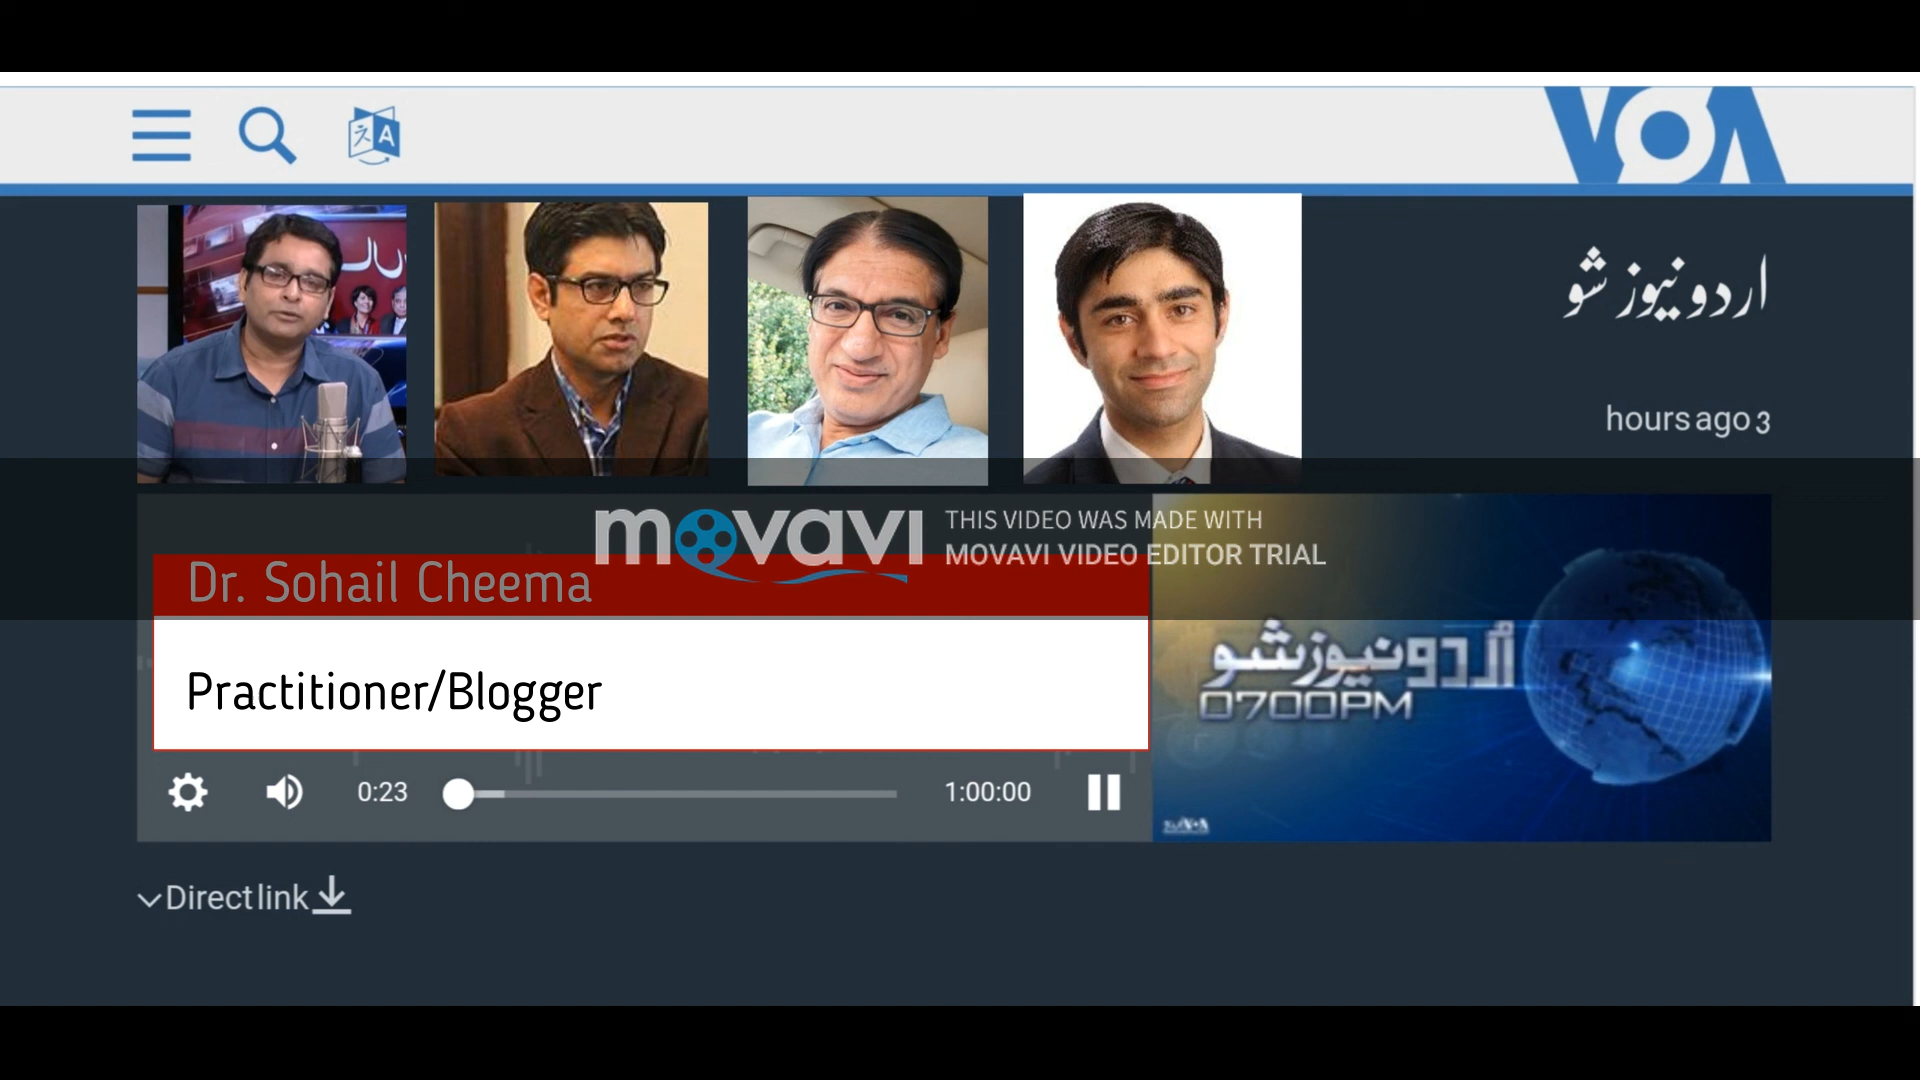 VOA
اردو نیوز شو
3 hours ago
movavi
THIS VIDEO WAS MADE WITH
MOVAVI VIDEO EDITOR TRIAL
Dr. Sohail Cheema
Practitioner/Blogger
اُردو نیوز شو
0700PM
0:23
1:00:00
Direct link